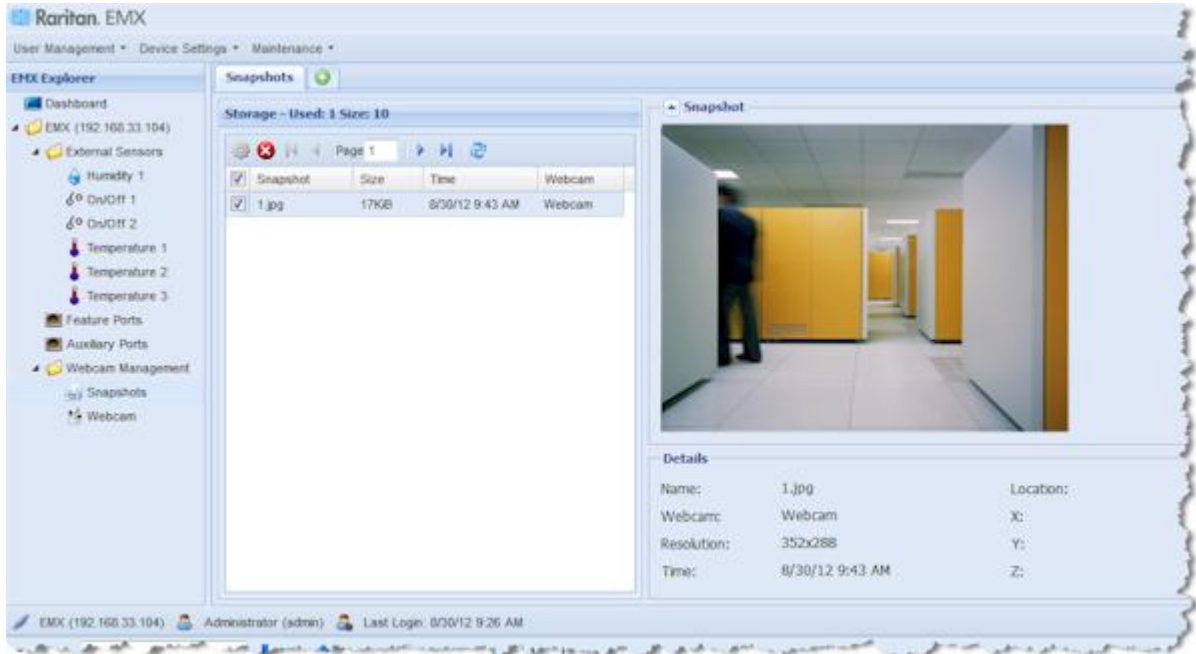 Raritan. EMX
User Management Device Settings Maintenance
EMX Explorer
Dashboard
EMX (192.168.33.104)
External Sensors
Humidity 1
On/Off 1
On/Off 2
Temperature 1
Temperature 2
Temperature 3
Feature Ports
Auxiliary Ports
Webcam Management
Snapshots
Webcam
Snapshots
Storage - Used: 1 Size: 10
Page 1
Snapshot Size Time Webcam
1.jpg 17KiB 8/30/12 9:43 AM Webcam
Snapshot
Details
Name: 1.jpg Location:
Webcam: Webcam X:
Resolution: 352x288 Y:
Time: 8/30/12 9:43 AM Z:
EMX (192.168.33.104) Administrator (admin) Last Login: 8/30/12 9:26 AM